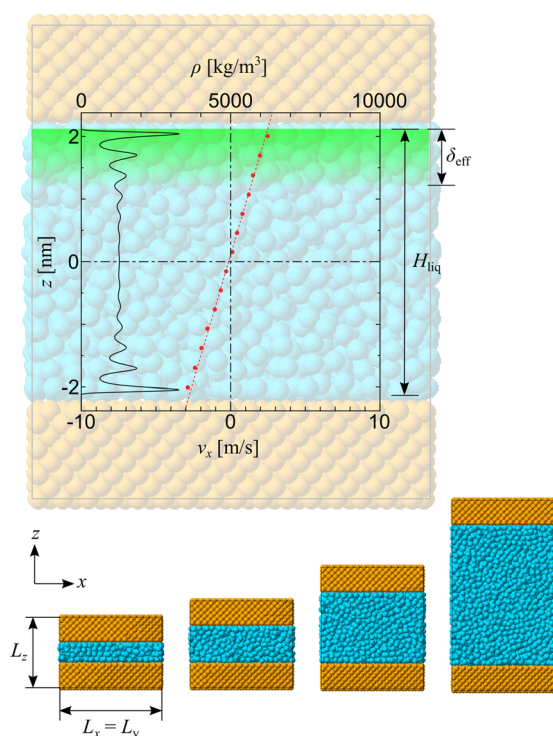 ρ [kg/m³]
0 5000 10000
2
0
-2
z [nm]
δeff
Hliq
-10 0 10
vx [m/s]
z
x
Lz
Lx = Ly